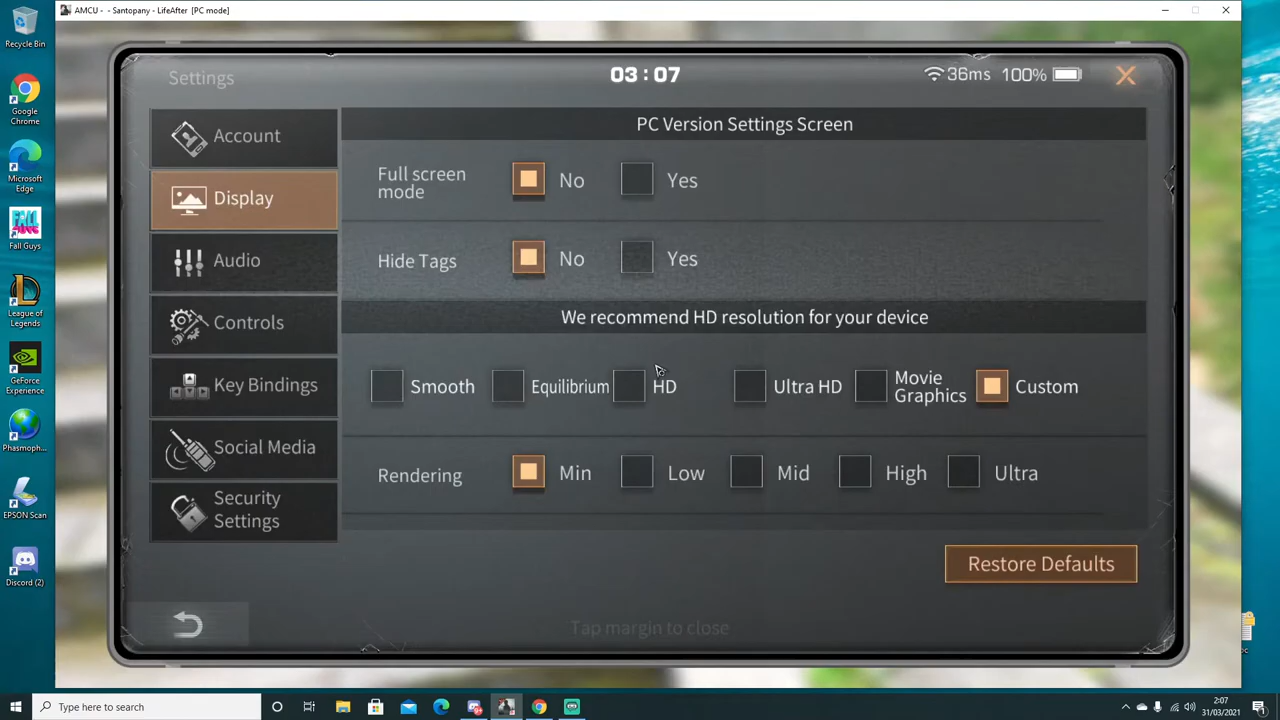 AMCU - - Santopany - LifeAfter [PC mode]
Recycle Bin
Google
Chrome
Microsoft
Edge
FALL
GUYS
Fall Guys
League of
Legends
GeForce
Experience
Phasmoph...
EPSON Scan
Discord (2)
Settings
03 : 07
36ms 100%
Account
Display
Audio
Controls
Key Bindings
Social Media
Security
Settings
PC Version Settings Screen
Full screen
mode
No
Yes
Hide Tags
No
Yes
We recommend HD resolution for your device
Smooth
Equilibrium
HD
Ultra HD
Movie
Graphics
Custom
Rendering
Min
Low
Mid
High
Ultra
Restore Defaults
Tap margin to close
Type here to search
2:07
31/03/2021
1